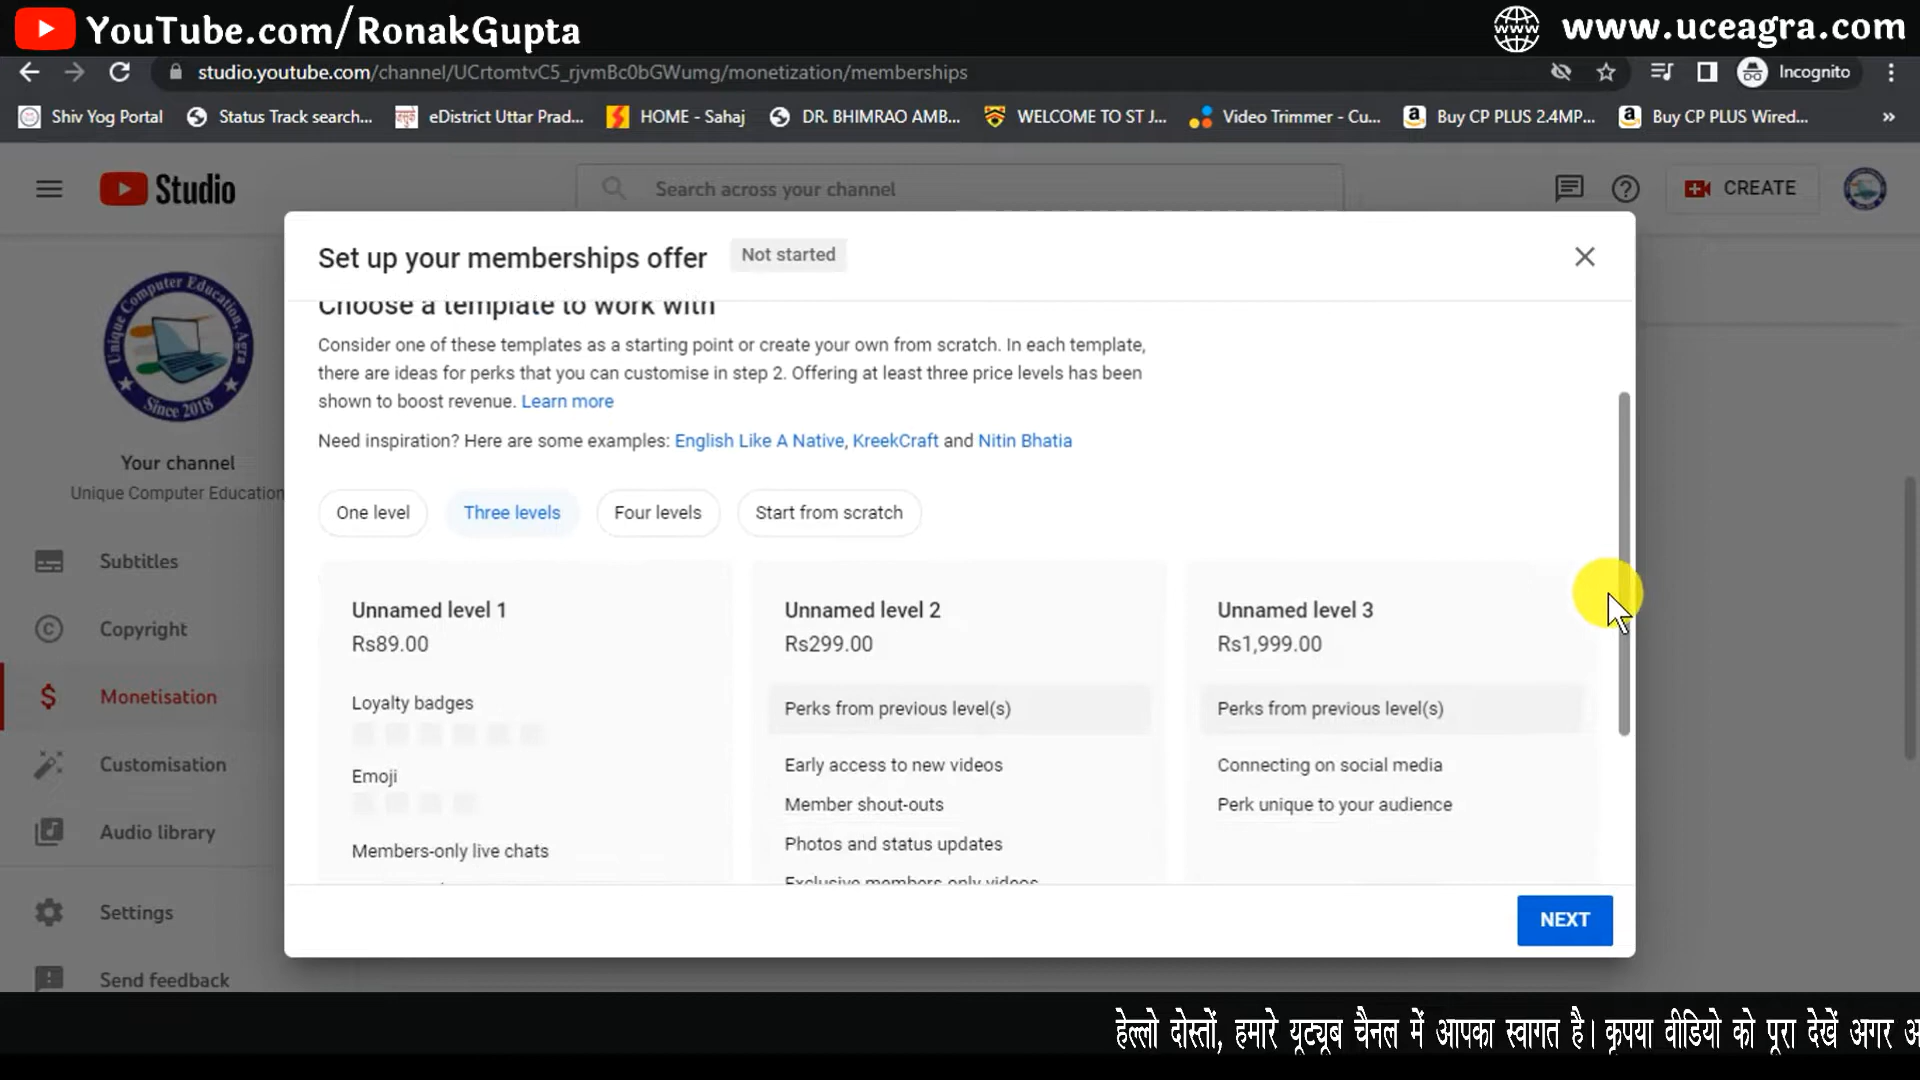 YouTube.com/RonakGupta
www.uceagra.com
studio.youtube.com/channel/UCrtomtvC5_rjvmBc0bGWumg/monetization/memberships
Incognito
Shiv Yog Portal
Status Track search...
eDistrict Uttar Prad...
HOME - Sahaj
DR. BHIMRAO AMB...
WELCOME TO ST J...
Video Trimmer - Cu...
Buy CP PLUS 2.4MP...
Buy CP PLUS Wired...
»
Studio
Search across your channel
CREATE
Set up your memberships offer
Not started
Choose a template to work with
Consider one of these templates as a starting point or create your own from scratch. In each template,
there are ideas for perks that you can customise in step 2. Offering at least three price levels has been
shown to boost revenue. Learn more
Need inspiration? Here are some examples: English Like A Native, KreekCraft and Nitin Bhatia
One level
Three levels
Four levels
Start from scratch
Unnamed level 1
Rs89.00
Loyalty badges
Emoji
Members-only live chats
Unnamed level 2
Rs299.00
Perks from previous level(s)
Early access to new videos
Member shout-outs
Photos and status updates
Exclusive members only videos
Unnamed level 3
Rs1,999.00
Perks from previous level(s)
Connecting on social media
Perk unique to your audience
NEXT
Unique Computer Education, Agra
Since 2018
Your channel
Unique Computer Education
Subtitles
Copyright
Monetisation
Customisation
Audio library
Settings
Send feedback
हेल्लो दोस्तों, हमारे यूट्यूब चैनल में आपका स्वागत है। कृपया वीडियो को पूरा देखें अगर